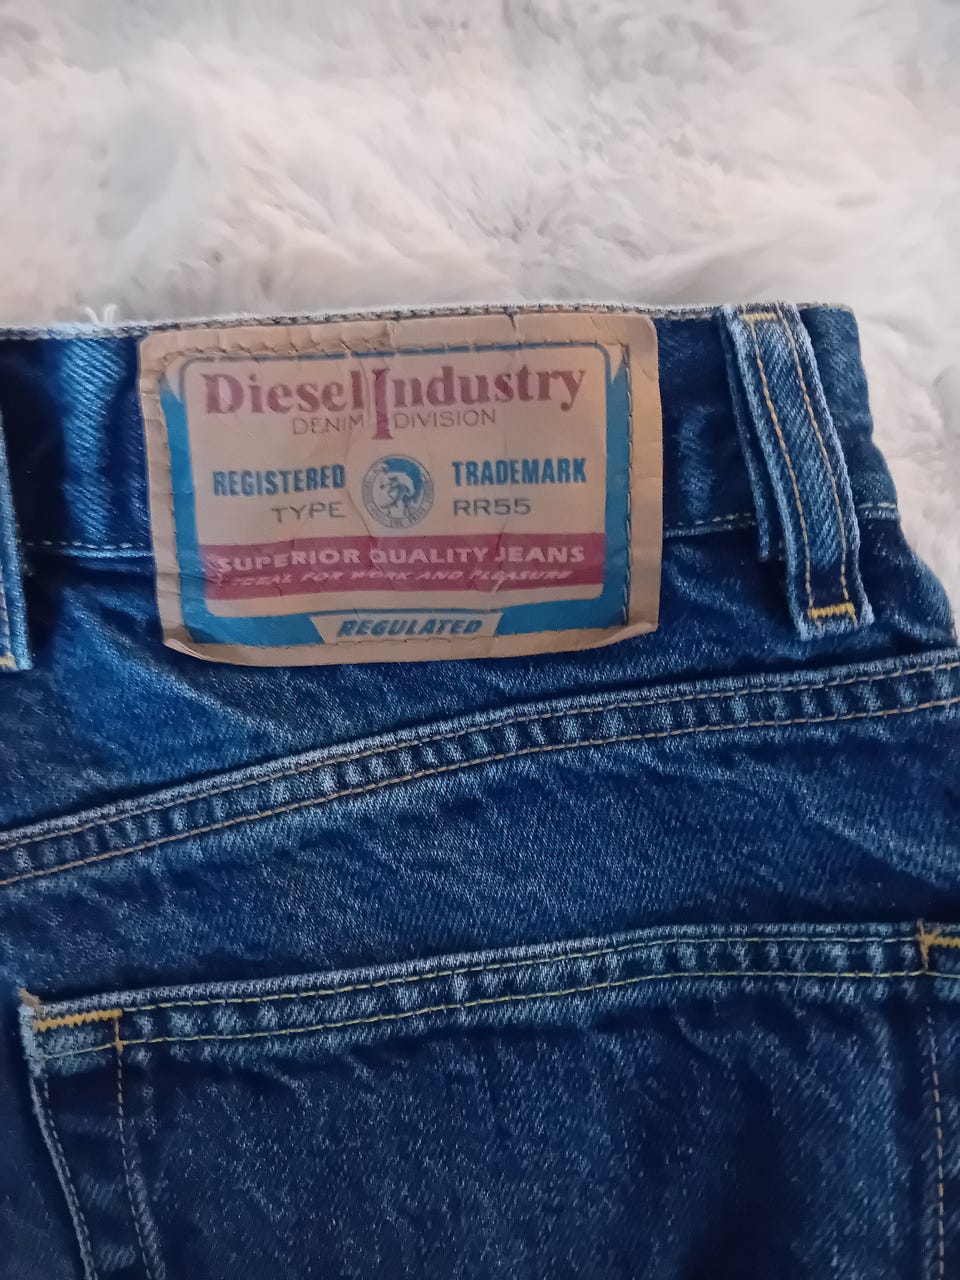 Diesel Industry
DENIM DIVISION
REGISTERED TRADEMARK
TYPE RR55
SUPERIOR QUALITY JEANS
IDEAL FOR WORK AND PLEASURE
REGULATED